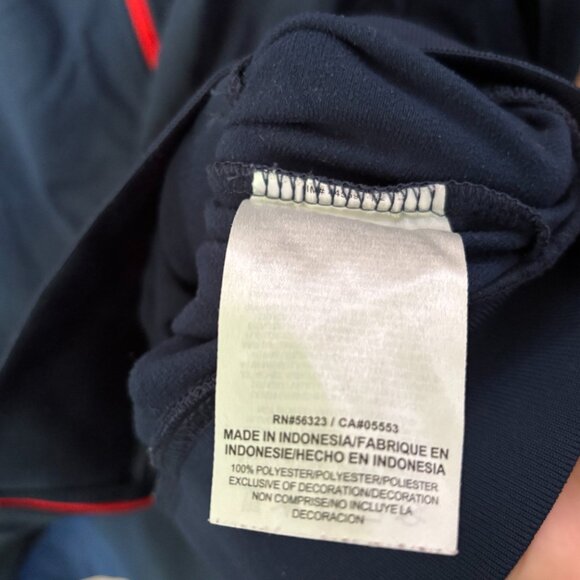 RN#56323 / CA#05553
MADE IN INDONESIA/FABRIQUE EN
INDONESIE/HECHO EN INDONESIA
100% POLYESTER/POLYESTER/POLIESTER
EXCLUSIVE OF DECORATION/DECORATION
NON COMPRISE/NO INCLUYE LA
DECORACION